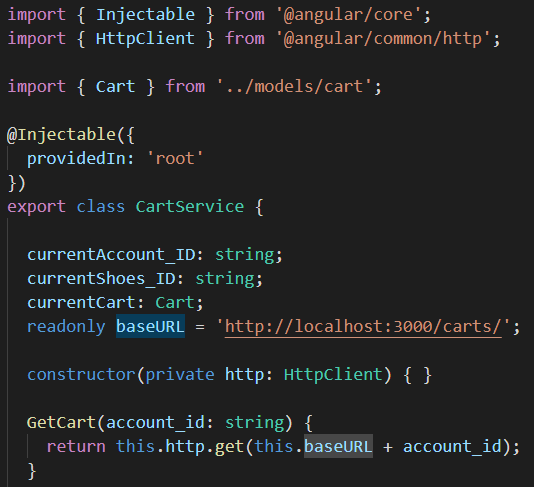 import { Injectable } from '@angular/core';
import { HttpClient } from '@angular/common/http';
import { Cart } from '../models/cart';
@Injectable({
providedIn: 'root'
})
export class CartService {
currentAccount_ID: string;
currentShoes_ID: string;
currentCart: Cart;
readonly baseURL = 'http://localhost:3000/carts/';
constructor(private http: HttpClient) { }
GetCart(account_id: string) {
return this.http.get(this.baseURL + account_id);
}